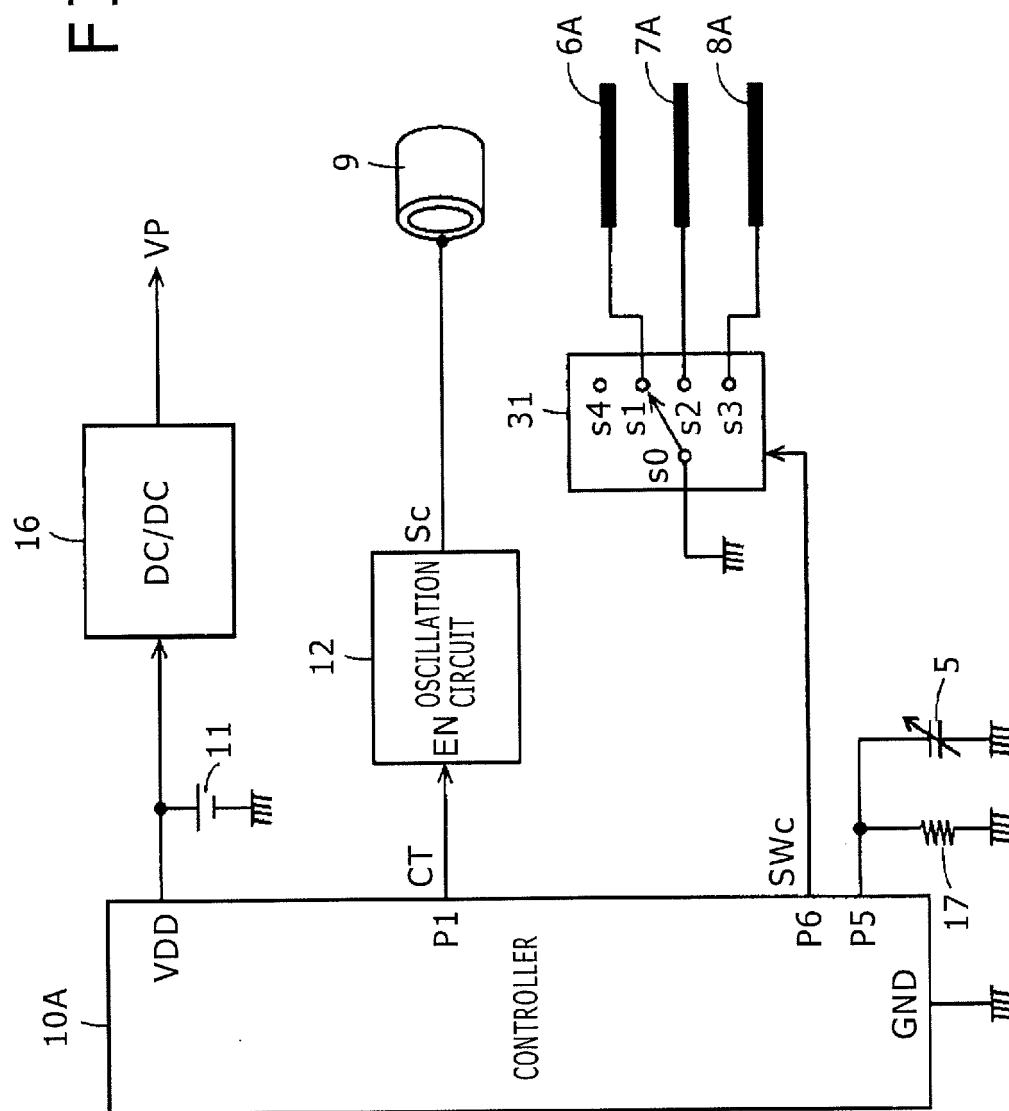 10A
CONTROLLER
VDD
P1
P6
P5
GND
CT
SWc
11
16
DC/DC
VP
12
EN
OSCILLATION
CIRCUIT
Sc
9
31
s4
s1
s2
s3
s0
6A
7A
8A
17
5